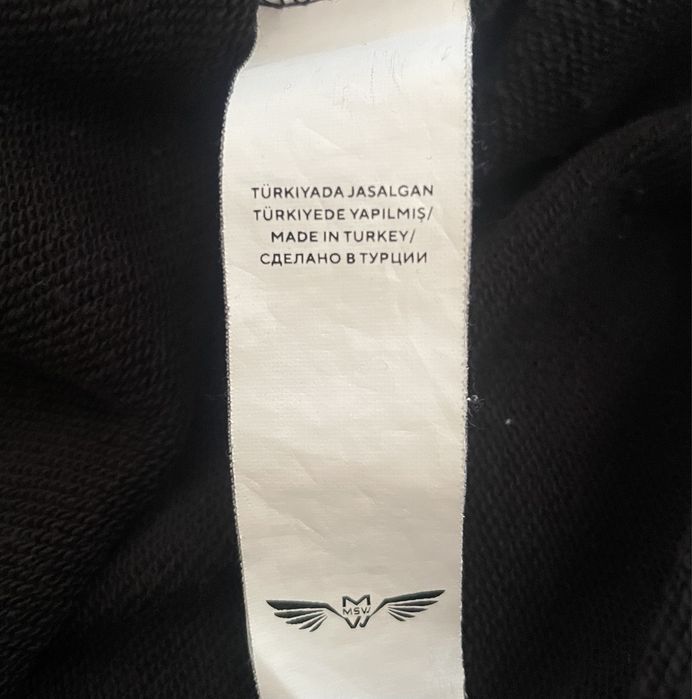 TÜRKIYADA JASALGAN
TÜRKIYEDE YAPILMIŞ/
MADE IN TURKEY/
СДЕЛАНО В ТУРЦИИ
M
MSW
W